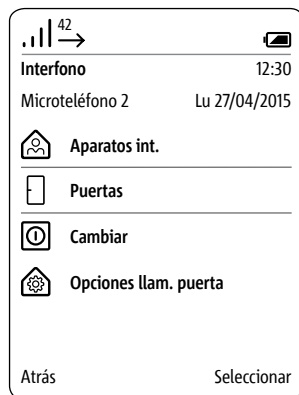 42
Interfono 12:30
Microteléfono 2 Lu 27/04/2015
Aparatos int.
Puertas
Cambiar
Opciones llam. puerta
Atrás Seleccionar